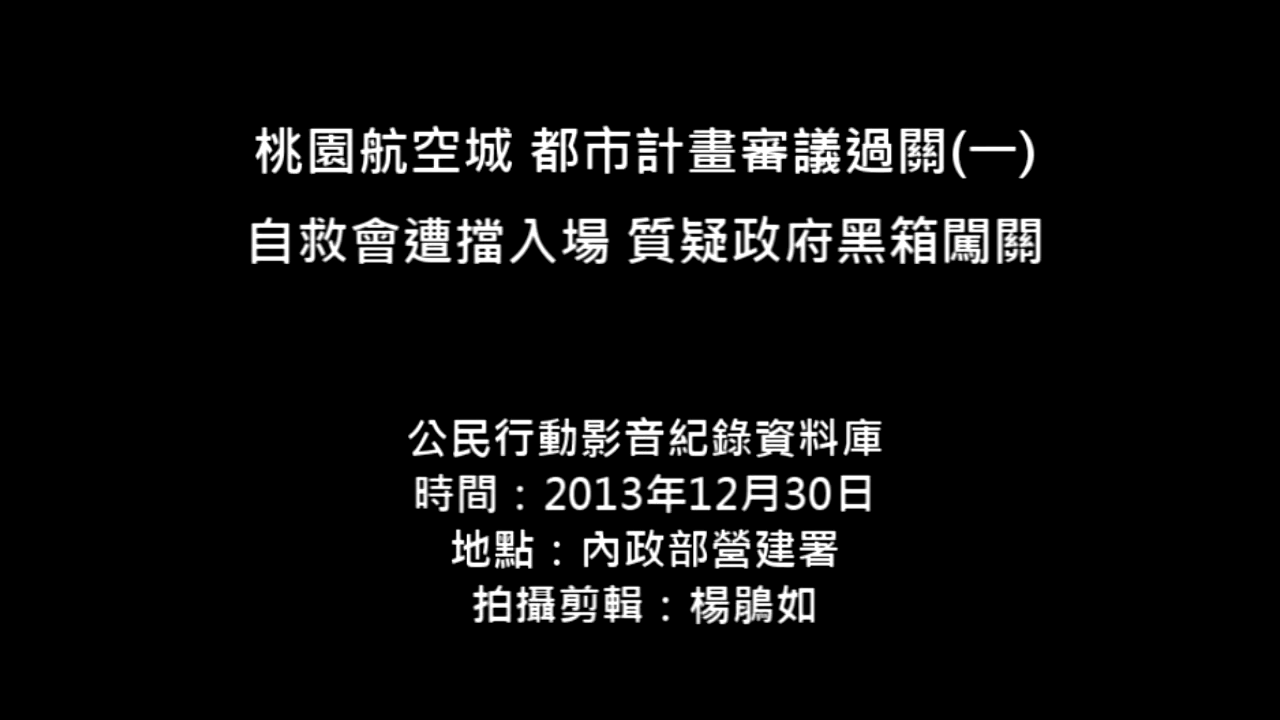 桃園航空城 都市計畫審議過關(一)
自救會遭擋入場 質疑政府黑箱闖關
公民行動影音紀錄資料庫
時間：2013年12月30日
地點：內政部營建署
拍攝剪輯：楊鵑如